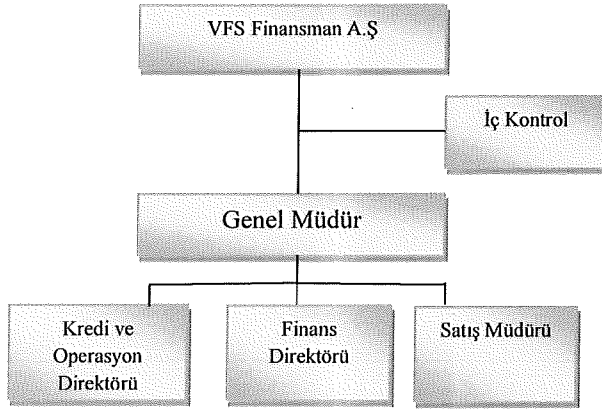 VFS Finansman A.Ş
İç Kontrol
Genel Müdür
Kredi ve
Operasyon
Direktörü
Finans
Direktörü
Satış Müdürü